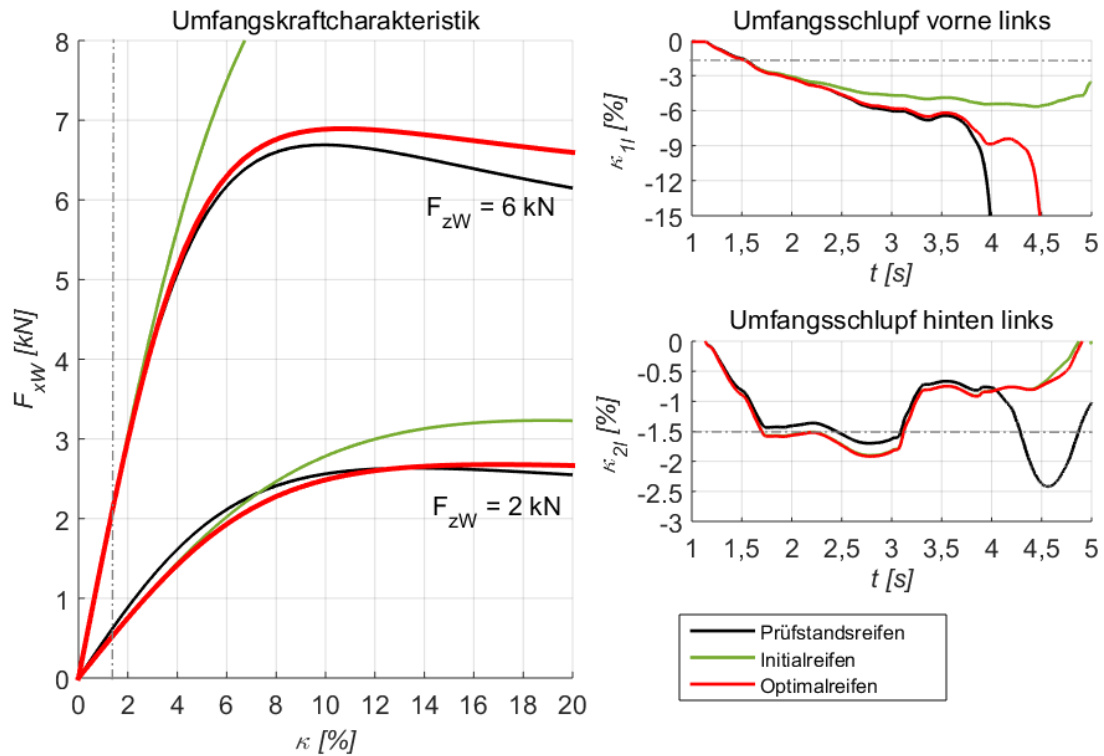 Umfangskraftcharakteristik
8
7
6
5
4
3
2
1
0
F_xW [kN]
F_zW = 6 kN
F_zW = 2 kN
0 2 4 6 8 10 12 14 16 18 20
κ [%]
Umfangsschlupf vorne links
0
-3
-6
-9
-12
-15
κ_1l [%]
1 1,5 2 2,5 3 3,5 4 4,5 5
t [s]
Umfangsschlupf hinten links
0
-0.5
-1
-1.5
-2
-2.5
-3
κ_2l [%]
1 1,5 2 2,5 3 3,5 4 4,5 5
t [s]
Prüfstandsreifen
Initialreifen
Optimalreifen